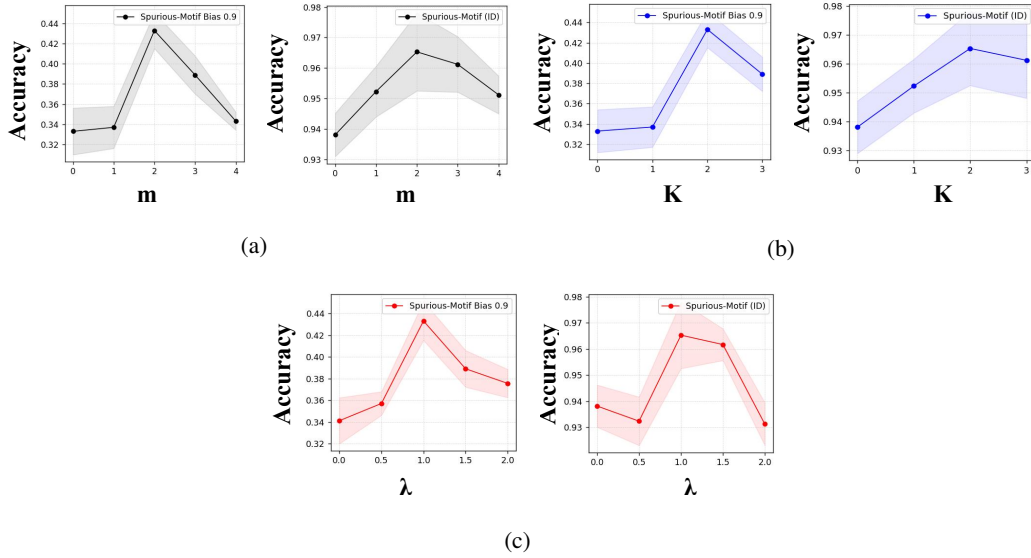 Spurious-Motif Bias 0.9
Accuracy
0.44
0.42
0.40
0.38
0.36
0.34
0.32
0 1 2 3 4
m
Spurious-Motif (ID)
Accuracy
0.98
0.97
0.96
0.95
0.94
0.93
0 1 2 3 4
m
(a)
Spurious-Motif Bias 0.9
Accuracy
0.44
0.42
0.40
0.38
0.36
0.34
0.32
0 1 2 3
K
Spurious-Motif (ID)
Accuracy
0.98
0.97
0.96
0.95
0.94
0.93
0 1 2 3
K
(b)
Spurious-Motif Bias 0.9
Accuracy
0.44
0.42
0.40
0.38
0.36
0.34
0.32
0.0 0.5 1.0 1.5 2.0
λ
Spurious-Motif (ID)
Accuracy
0.98
0.97
0.96
0.95
0.94
0.93
0.0 0.5 1.0 1.5 2.0
λ
(c)